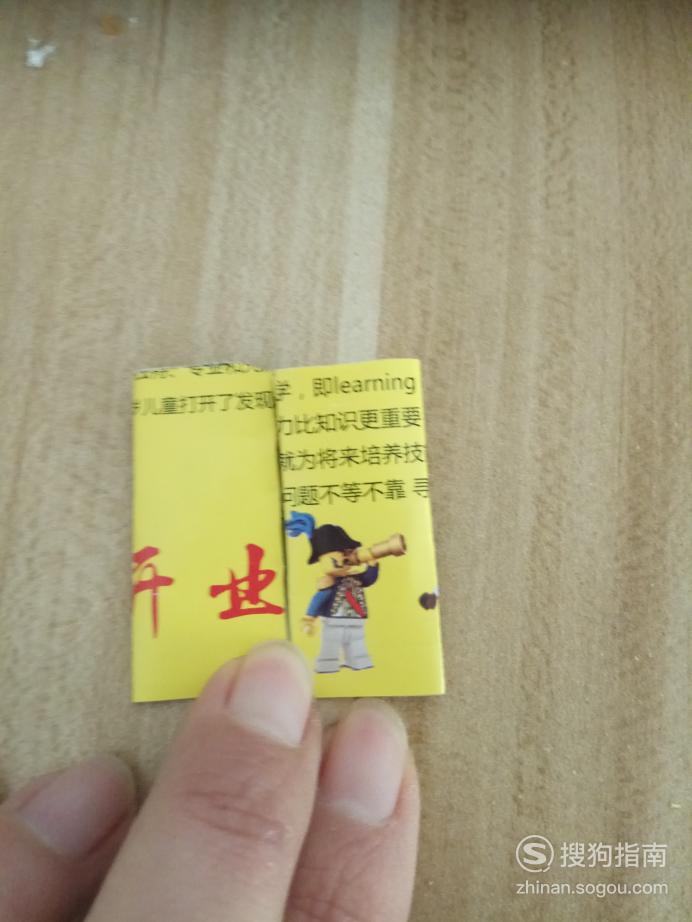 儿童打开了发现
开业
学，即learning
力比知识更重要
就为将来培养技
问题不等不靠 寻
搜狗指南
zhinan.sogou.com